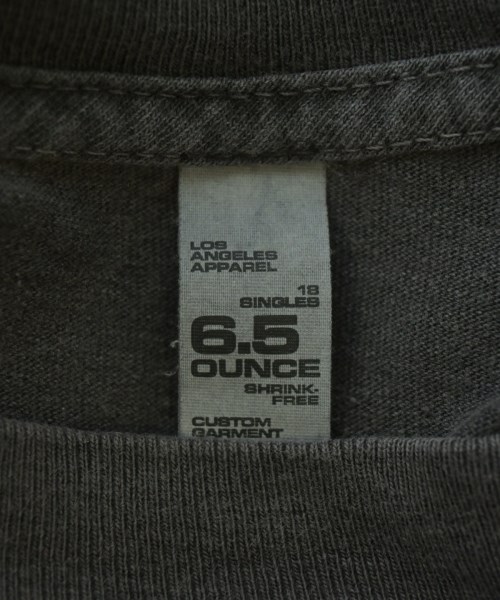 LOS
ANGELES
APPAREL
18
SINGLES
6.5
OUNCE
SHRINK-
FREE
CUSTOM
GARMENT